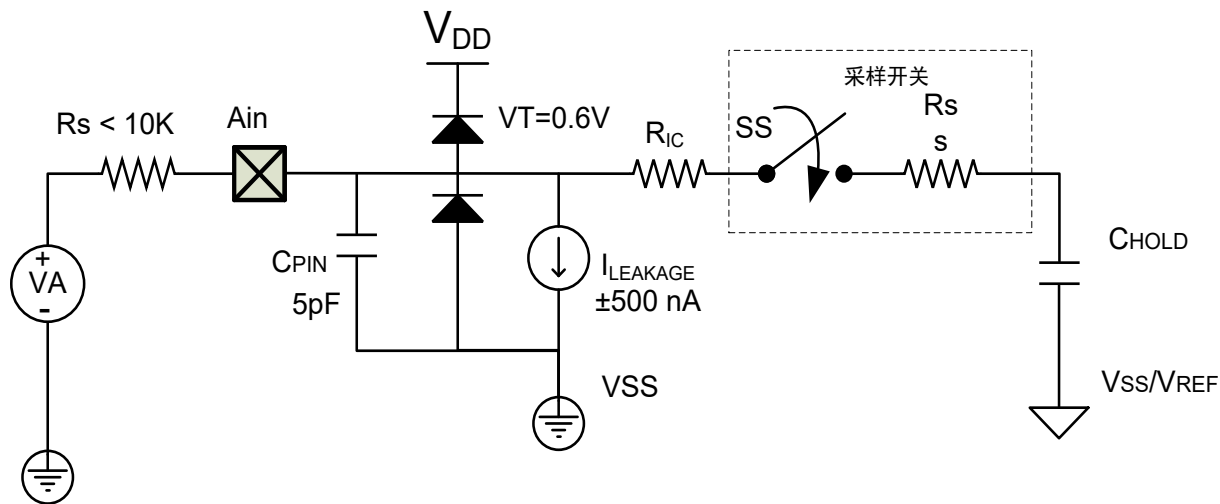 VDD
采样开关
Rs < 10K
Ain
VT=0.6V
RIC
SS
Rs
s
VA
+
-
CPIN
5pF
ILEAKAGE
±500 nA
CHOLD
VSS
VSS/VREF